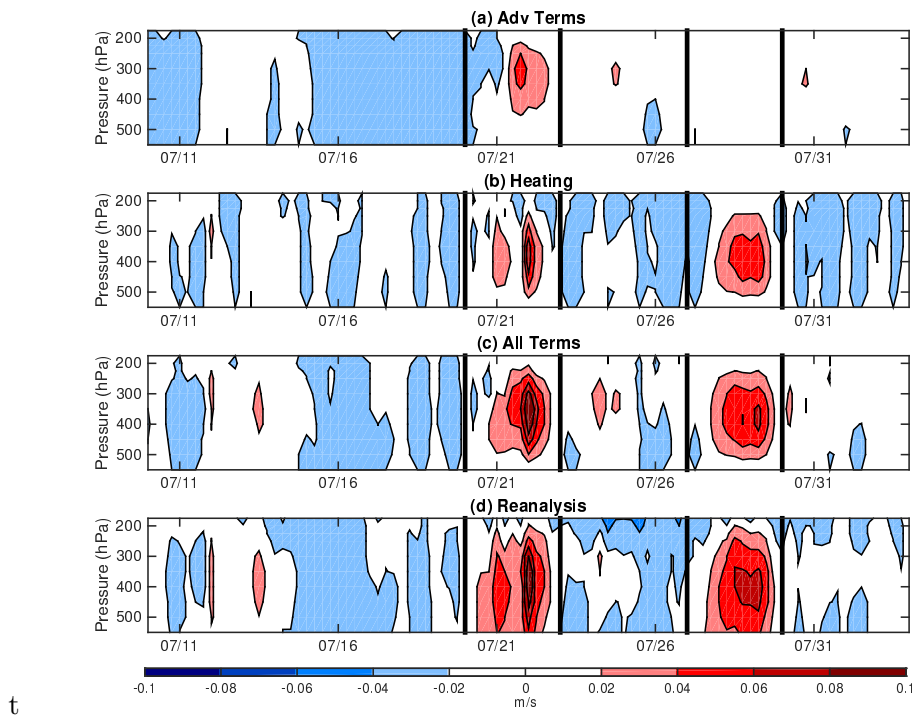 (a) Adv Terms
Pressure (hPa)
200
300
400
500
07/11 07/16 07/21 07/26 07/31
(b) Heating
Pressure (hPa)
200
300
400
500
07/11 07/16 07/21 07/26 07/31
(c) All Terms
Pressure (hPa)
200
300
400
500
07/11 07/16 07/21 07/26 07/31
(d) Reanalysis
Pressure (hPa)
200
300
400
500
07/11 07/16 07/21 07/26 07/31
-0.1 -0.08 -0.06 -0.04 -0.02 0 0.02 0.04 0.06 0.08 0.1
m/s
t